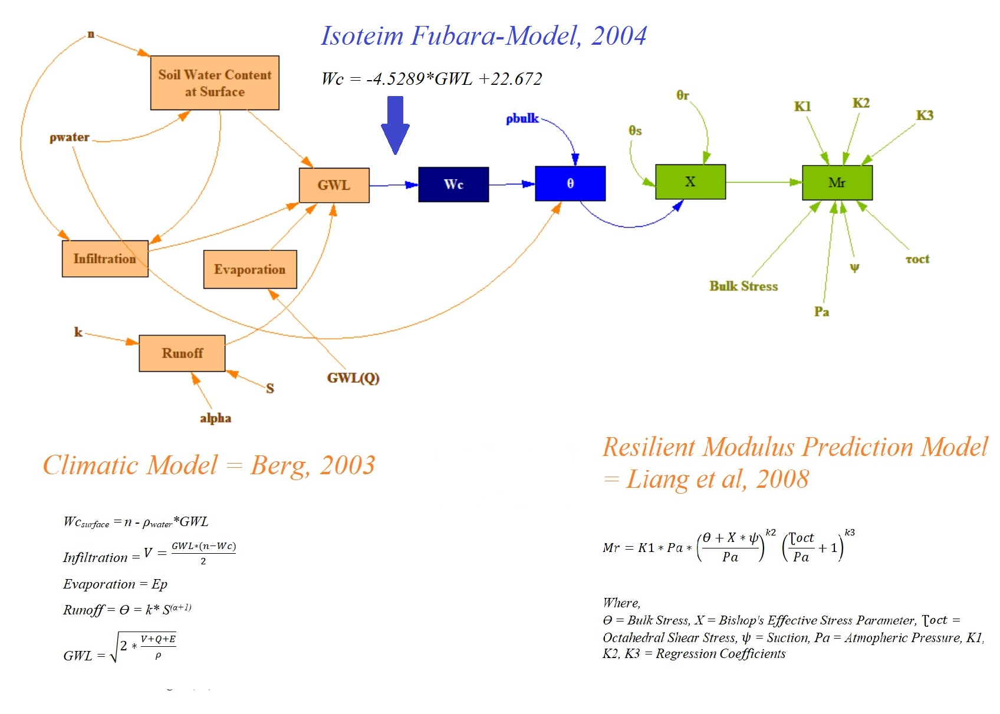 Isoteim Fubara-Model, 2004
Wc = -4.5289*GWL +22.672
n
Soil Water Content
at Surface
ρwater
GWL
Wc
ρbulk
θ
θs
θr
X
K1
K2
K3
Mr
Infiltration
Evaporation
Bulk Stress
Pa
ψ
τoct
k
Runoff
S
alpha
GWL(Q)
Climatic Model = Berg, 2003
Wcsurface = n - ρwater*GWL
Infiltration = V = GWL*(n−Wc)/2
Evaporation = Ep
Runoff = Ɵ = k* S(α+1)
GWL = √2 * V+Q+E/ρ
Resilient Modulus Prediction Model
= Liang et al, 2008
Mr = K1 * Pa * (θ + X * ψ/Pa)k2 (Ʈoct/Pa + 1)k3
Where,
Ɵ = Bulk Stress, X = Bishop's Effective Stress Parameter, Ʈoct =
Octahedral Shear Stress, ψ = Suction, Pa = Atmopheric Pressure, K1,
K2, K3 = Regression Coefficients